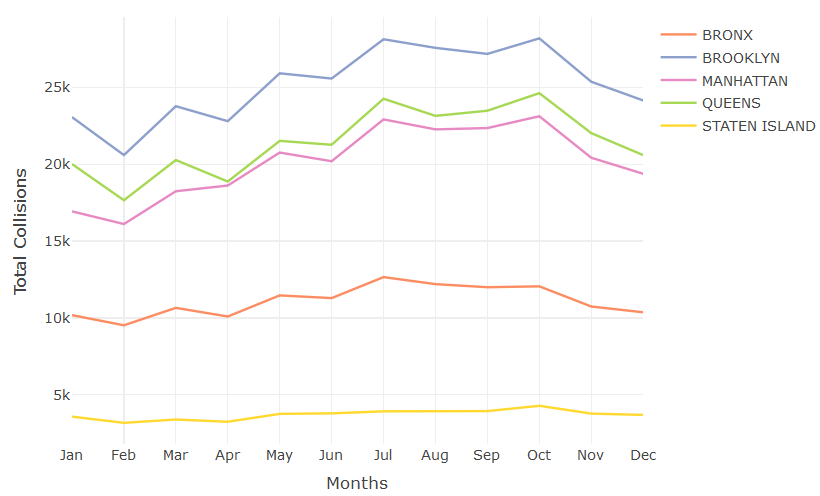 BRONX
BROOKLYN
MANHATTAN
QUEENS
STATEN ISLAND
Total Collisions
25k
20k
15k
10k
5k
Jan Feb Mar Apr May Jun Jul Aug Sep Oct Nov Dec
Months